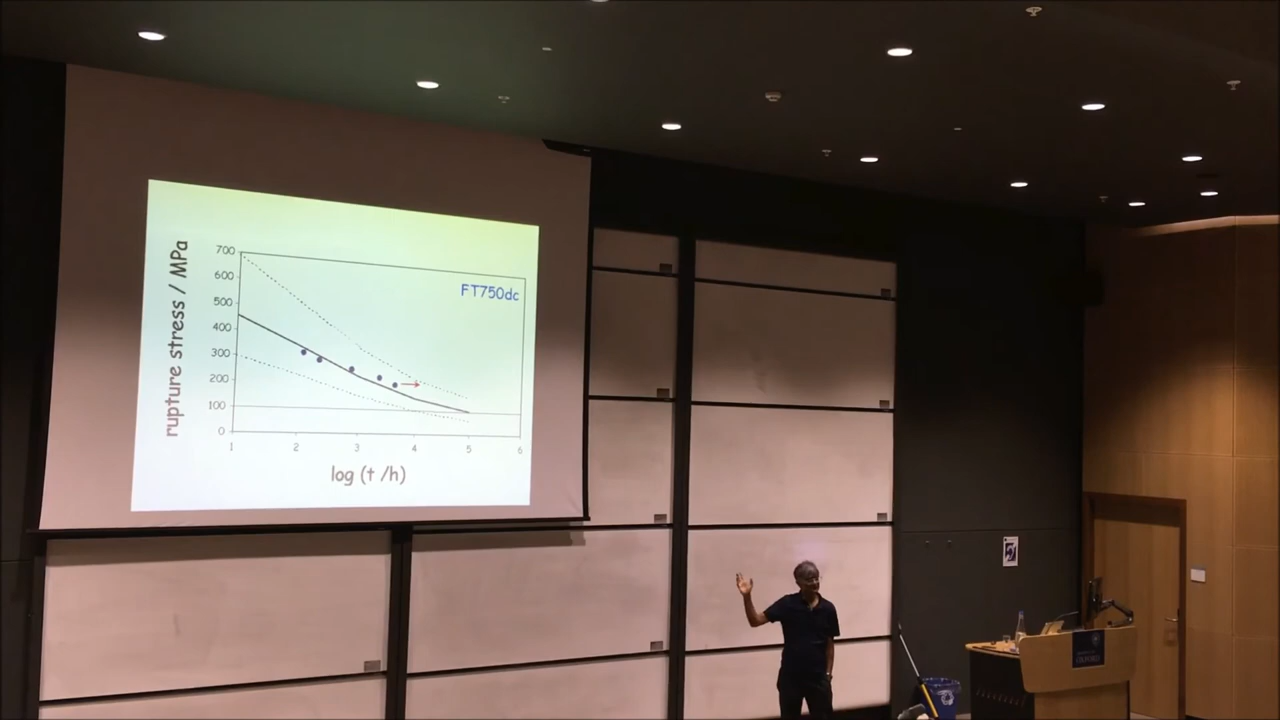 700
600
500
400
300
200
100
0
rupture stress / MPa
FT750dc
1 2 3 4 5 6
log (t /h)
OXFORD